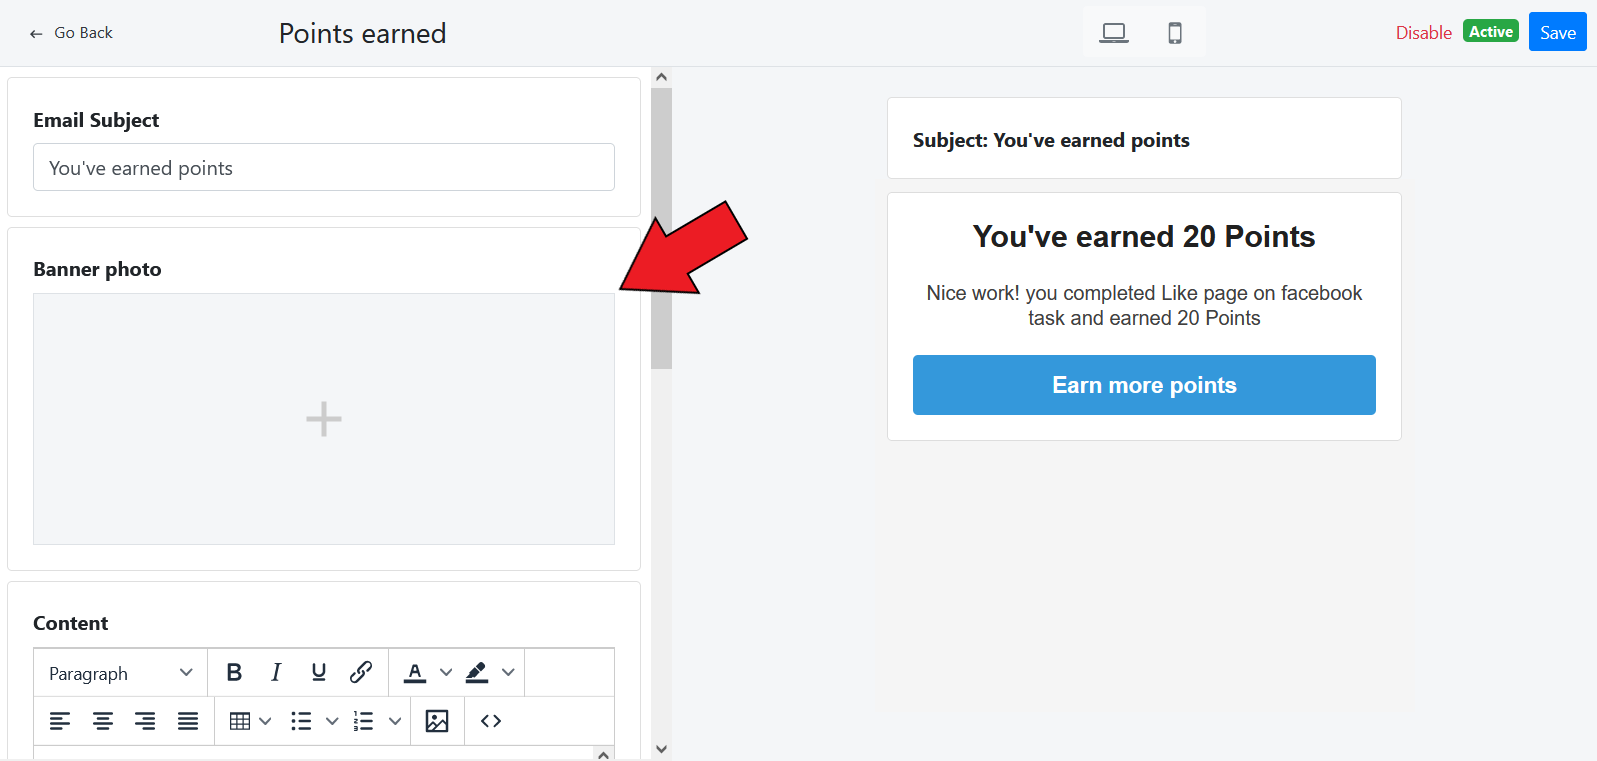 Go Back
Points earned
Disable
Active
Save
Email Subject
You've earned points
Banner photo
Content
Paragraph
B I U A
Subject: You've earned points
You've earned 20 Points
Nice work! you completed Like page on facebook
task and earned 20 Points
Earn more points